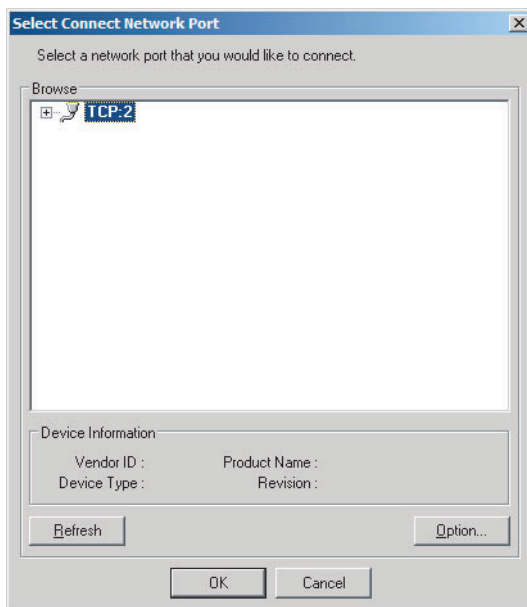 Select Connect Network Port
Select a network port that you would like to connect.
Browse
TCP:2
Device Information
Vendor ID :
Product Name :
Device Type :
Revision :
Refresh
Option...
OK
Cancel